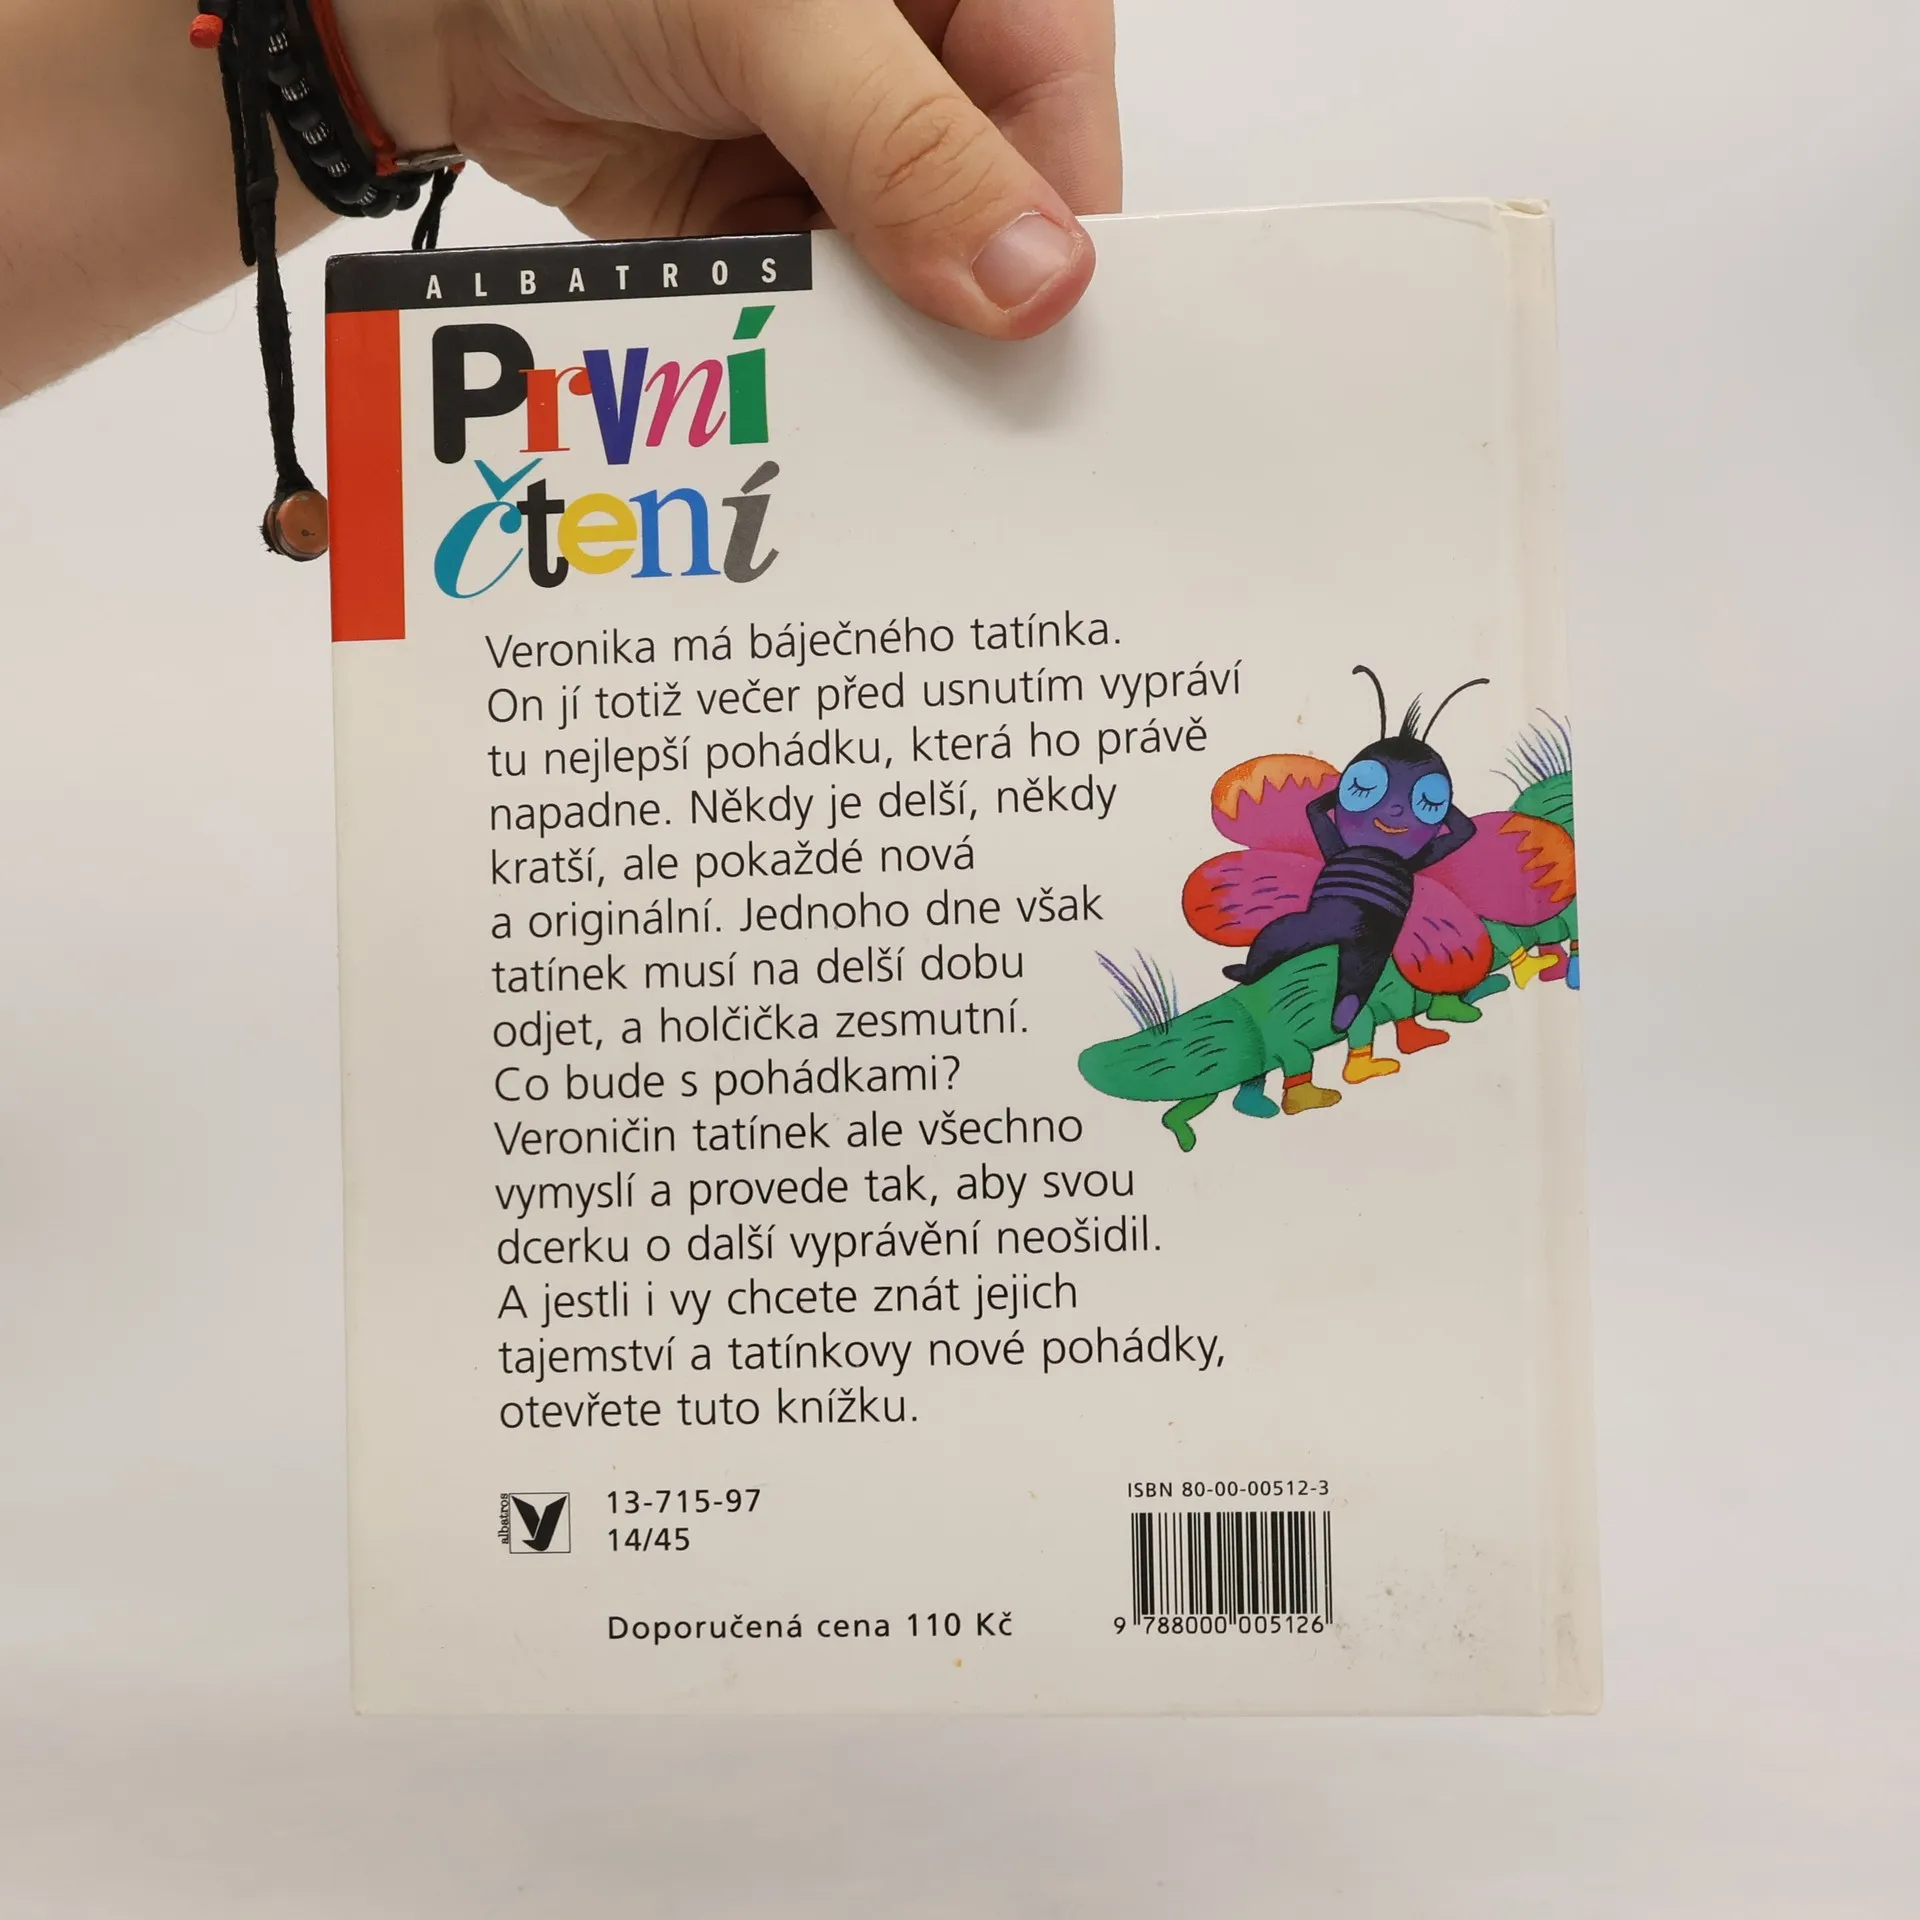 ALBATROS
První
čtení
Veronika má báječného tatínka.
On jí totiž večer před usnutím vypráví
tu nejlepší pohádku, která ho právě
napadne. Někdy je delší, někdy
kratší, ale pokaždé nová
a originální. Jednoho dne však
tatínek musí na delší dobu
odjet, a holčička zesmutní.
Co bude s pohádkami?
Veroničin tatínek ale všechno
vymyslí a provede tak, aby svou
dcerku o další vyprávění neošidil.
A jestli i vy chcete znát jejich
tajemství a tatínkovy nové pohádky,
otevřete tuto knížku.
albatros
13-715-97
14/45
Doporučená cena 110 Kč
ISBN 80-00-00512-3
9 788000 005126